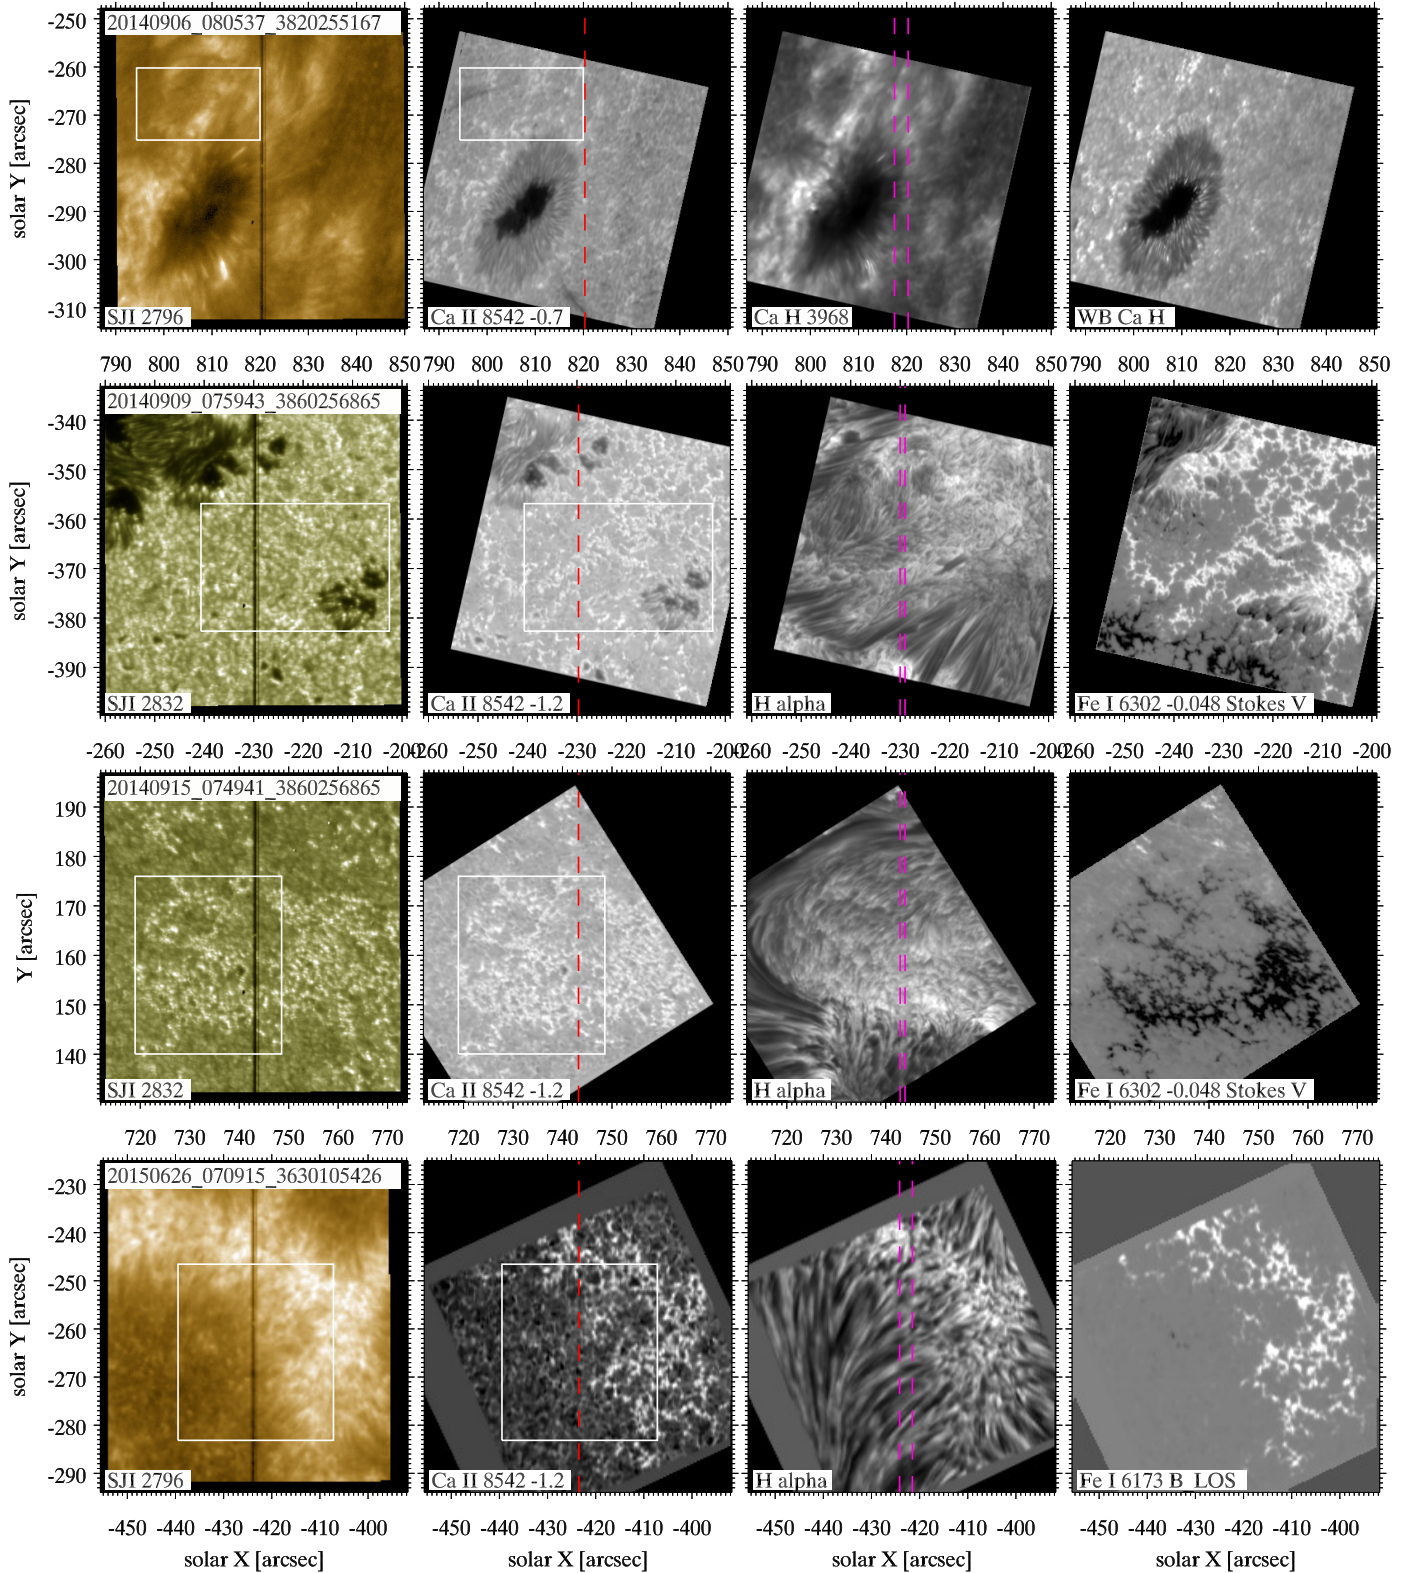 20140906_080537_3820255167
-250
-260
-270
-280
-290
-300
-310
solar Y [arcsec]
SJI 2796
Ca II 8542 -0.7
Ca H 3968
WB Ca H
790 800 810 820 830 840 850
790 800 810 820 830 840 850
790 800 810 820 830 840 850
790 800 810 820 830 840 850
20140909_075943_3860256865
-340
-350
-360
-370
-380
-390
solar Y [arcsec]
SJI 2832
Ca II 8542 -1.2
H alpha
Fe I 6302 -0.048 Stokes V
-260 -250 -240 -230 -220 -210 -200
-260 -250 -240 -230 -220 -210 -200
-260 -250 -240 -230 -220 -210 -200
-260 -250 -240 -230 -220 -210 -200
20140915_074941_3860256865
190
180
170
160
150
140
Y [arcsec]
SJI 2832
Ca II 8542 -1.2
H alpha
Fe I 6302 -0.048 Stokes V
720 730 740 750 760 770
720 730 740 750 760 770
720 730 740 750 760 770
720 730 740 750 760 770
20150626_070915_3630105426
-230
-240
-250
-260
-270
-280
-290
solar Y [arcsec]
SJI 2796
Ca II 8542 -1.2
H alpha
Fe I 6173 B_LOS
-450 -440 -430 -420 -410 -400
-450 -440 -430 -420 -410 -400
-450 -440 -430 -420 -410 -400
-450 -440 -430 -420 -410 -400
solar X [arcsec]
solar X [arcsec]
solar X [arcsec]
solar X [arcsec]